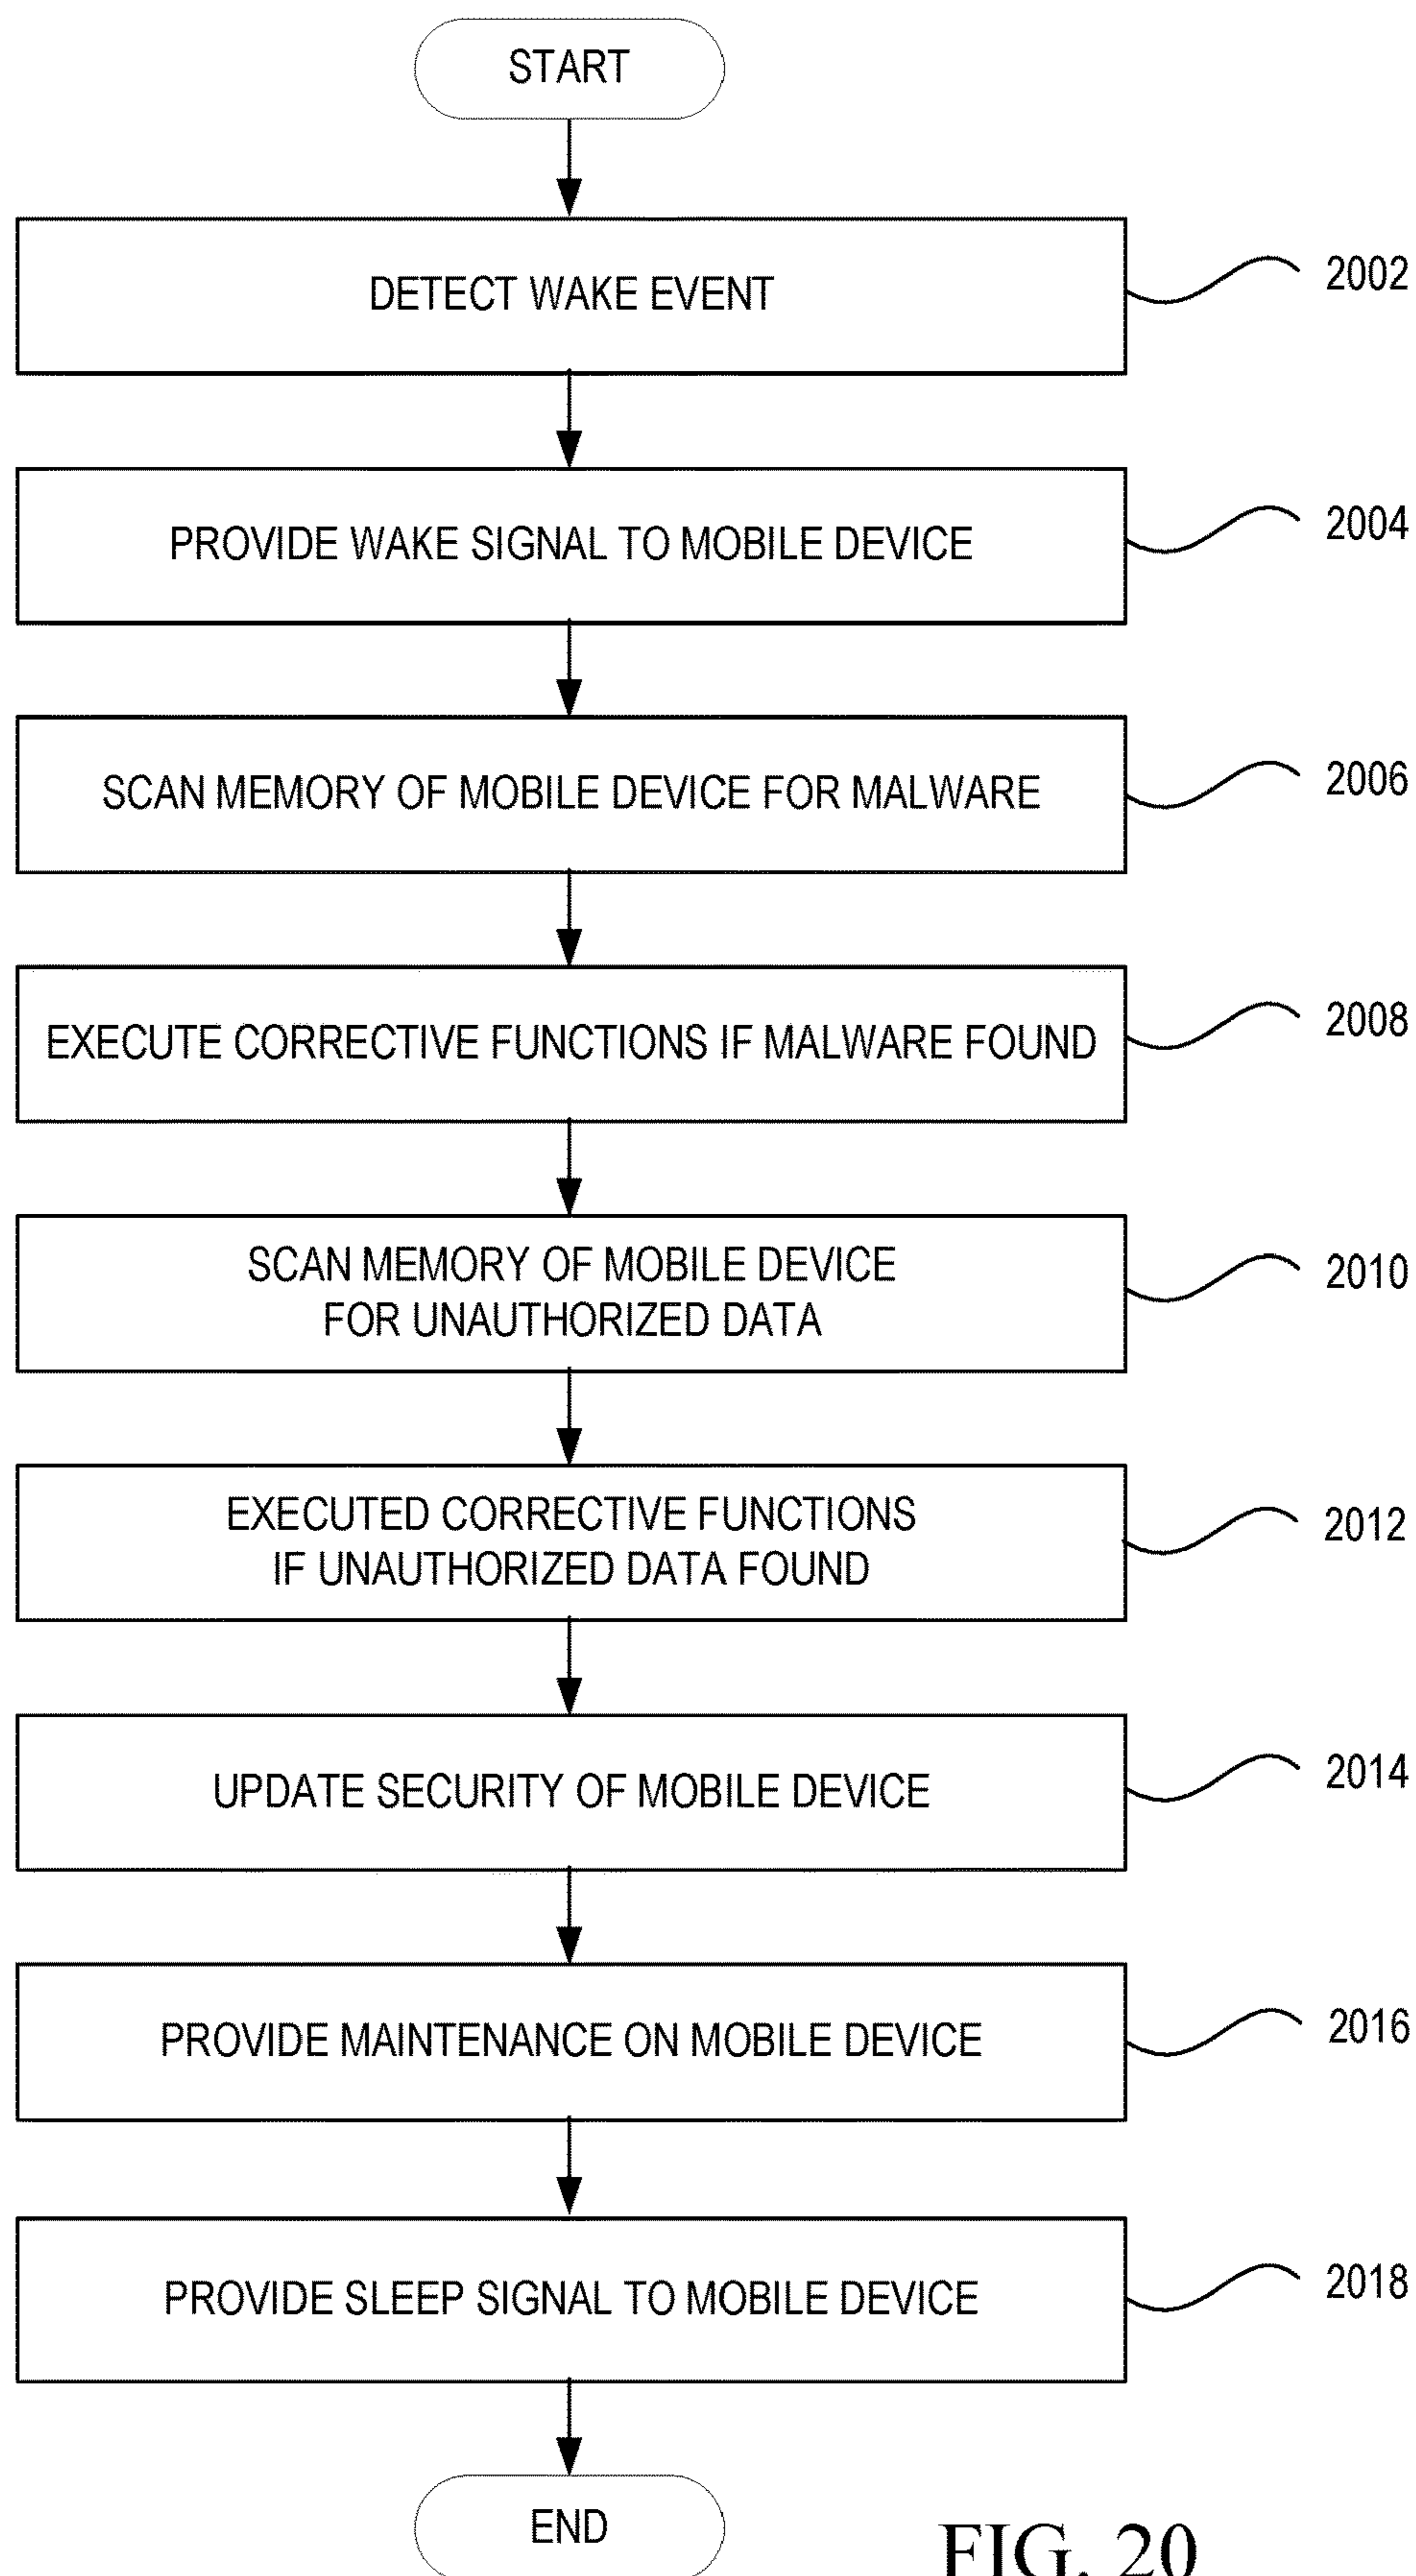 START
DETECT WAKE EVENT
2002
PROVIDE WAKE SIGNAL TO MOBILE DEVICE
2004
SCAN MEMORY OF MOBILE DEVICE FOR MALWARE
2006
EXECUTE CORRECTIVE FUNCTIONS IF MALWARE FOUND
2008
SCAN MEMORY OF MOBILE DEVICE
FOR UNAUTHORIZED DATA
2010
EXECUTED CORRECTIVE FUNCTIONS
IF UNAUTHORIZED DATA FOUND
2012
UPDATE SECURITY OF MOBILE DEVICE
2014
PROVIDE MAINTENANCE ON MOBILE DEVICE
2016
PROVIDE SLEEP SIGNAL TO MOBILE DEVICE
2018
END
FIG. 20